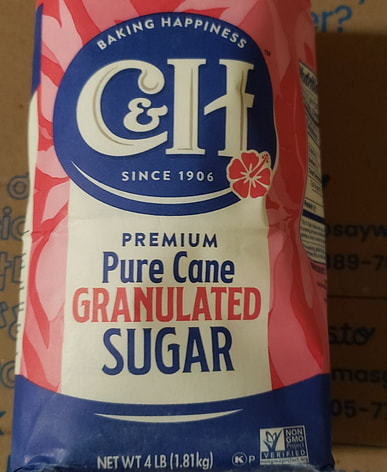 er?
BAKING HAPPINESS
C&H
SINCE 1906
PREMIUM
Pure Cane
GRANULATED
SUGAR
NET WT 4 LB (1.81kg)
K P
NON
GMO
Project
VERIFIED